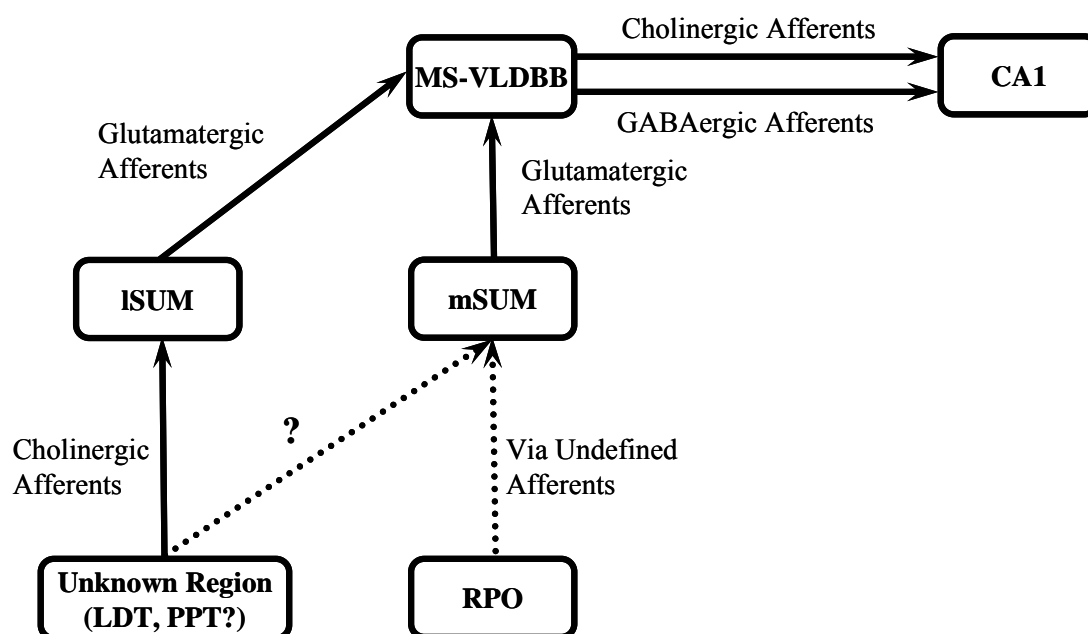 Cholinergic Afferents
MS-VLDBB
CA1
GABAergic Afferents
Glutamatergic
Afferents
Glutamatergic
Afferents
lSUM
mSUM
?
Cholinergic
Afferents
Via Undefined
Afferents
Unknown Region
(LDT, PPT?)
RPO